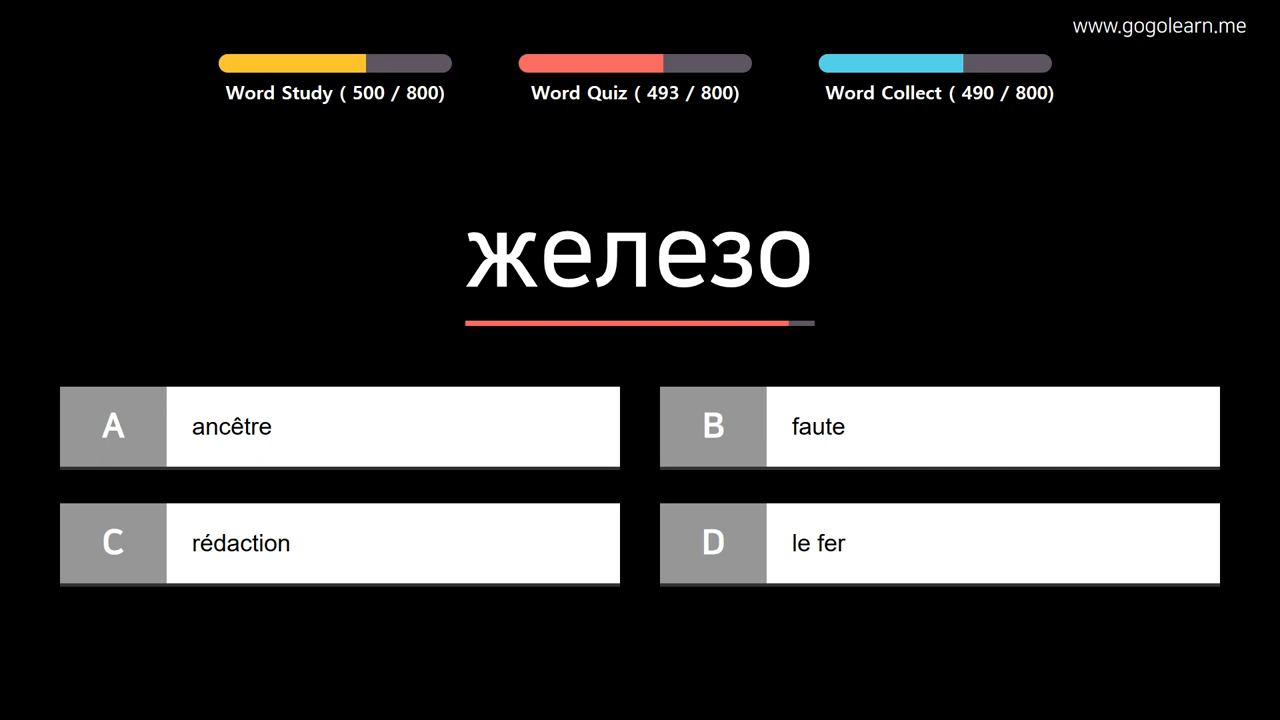 www.gogolearn.me
Word Study ( 500 / 800)
Word Quiz ( 493 / 800)
Word Collect ( 490 / 800)
железо
A ancêtre
B faute
C rédaction
D le fer